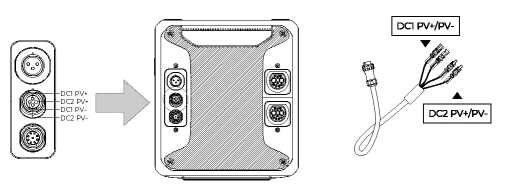 DC1 PV+
DC2 PV+
DC1 PV-
DC2 PV-
DC1 PV+/PV-
DC2 PV+/PV-